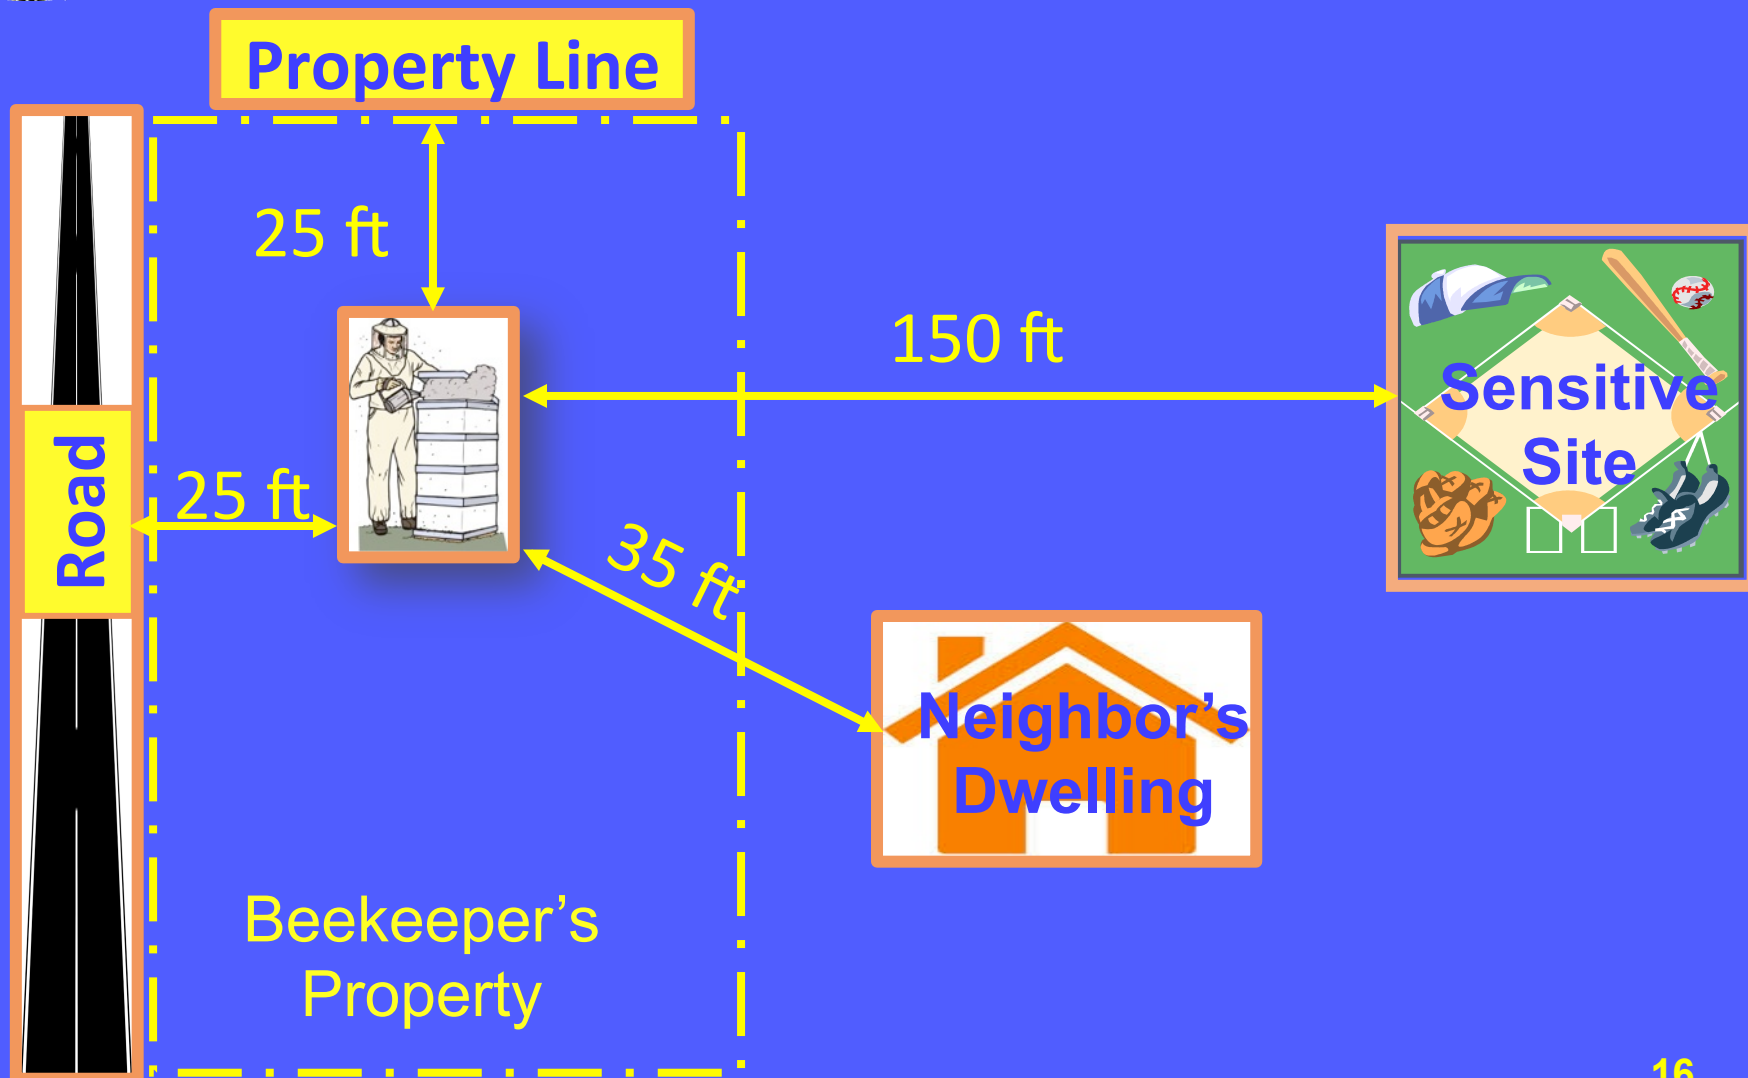 Property Line
25 ft
150 ft
Sensitive
Site
Road
25 ft
35 ft
Neighbor's
Dwelling
Beekeeper's
Property
16